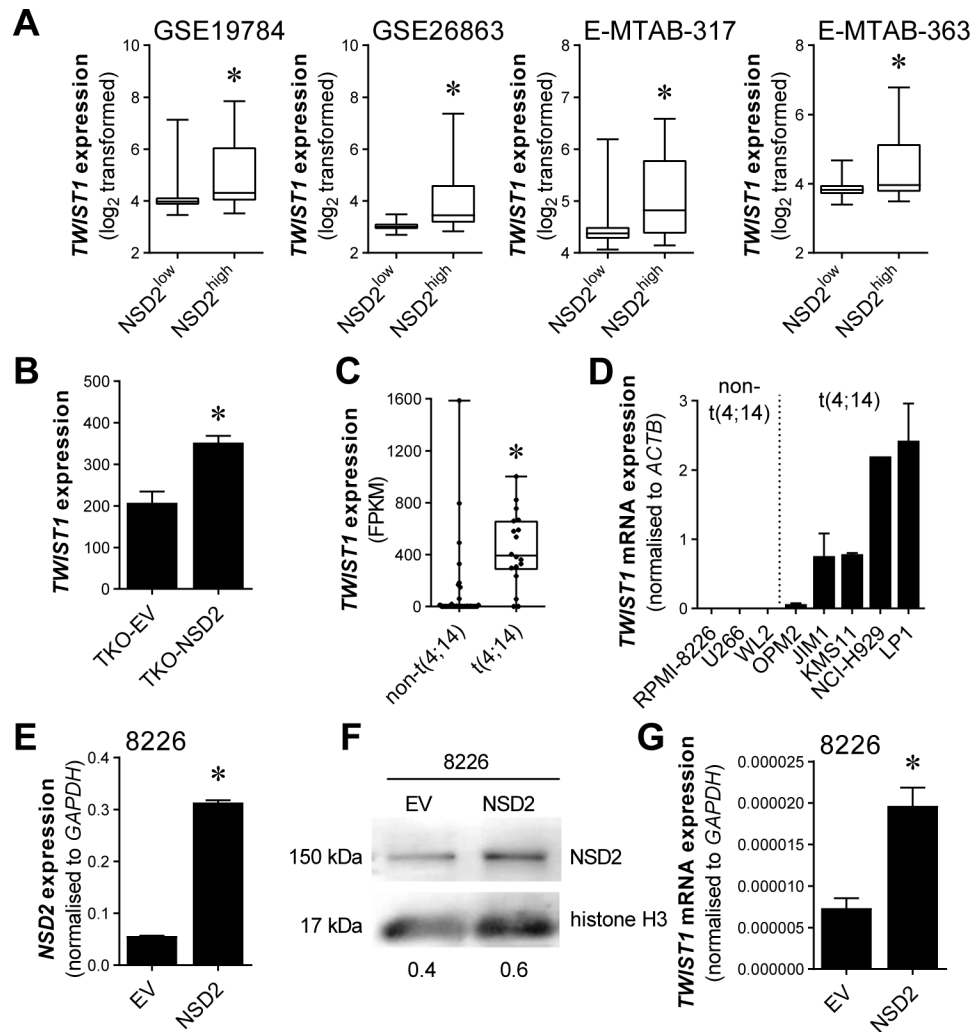 A
GSE19784
TWIST1 expression
(log2 transformed)
10
8
6
4
2
*
NSD2low
NSD2high
GSE26863
TWIST1 expression
(log2 transformed)
10
8
6
4
2
*
NSD2low
NSD2high
E-MTAB-317
TWIST1 expression
(log2 transformed)
8
7
6
5
4
*
NSD2low
NSD2high
E-MTAB-363
TWIST1 expression
(log2 transformed)
8
6
4
2
*
NSD2low
NSD2high
B
TWIST1 expression
500
400
300
200
100
0
*
TKO-EV
TKO-NSD2
C
TWIST1 expression
(FPKM)
1600
1200
800
400
0
*
non-t(4;14)
t(4;14)
D
TWIST1 mRNA expression
(normalised to ACTB)
3
2
1
0
non-
t(4;14)
t(4;14)
RPMI-8226
U266
WL2
OPM2
JIM1
KMS11
NCI-H929
LP1
E
8226
NSD2 expression
(normalised to GAPDH)
0.4
0.3
0.2
0.1
0.0
*
EV
NSD2
F
8226
EV NSD2
150 kDa NSD2
17 kDa histone H3
0.4 0.6
G
8226
TWIST1 mRNA expression
(normalised to GAPDH)
0.000025
0.000020
0.000015
0.000010
0.000005
0.000000
*
EV
NSD2